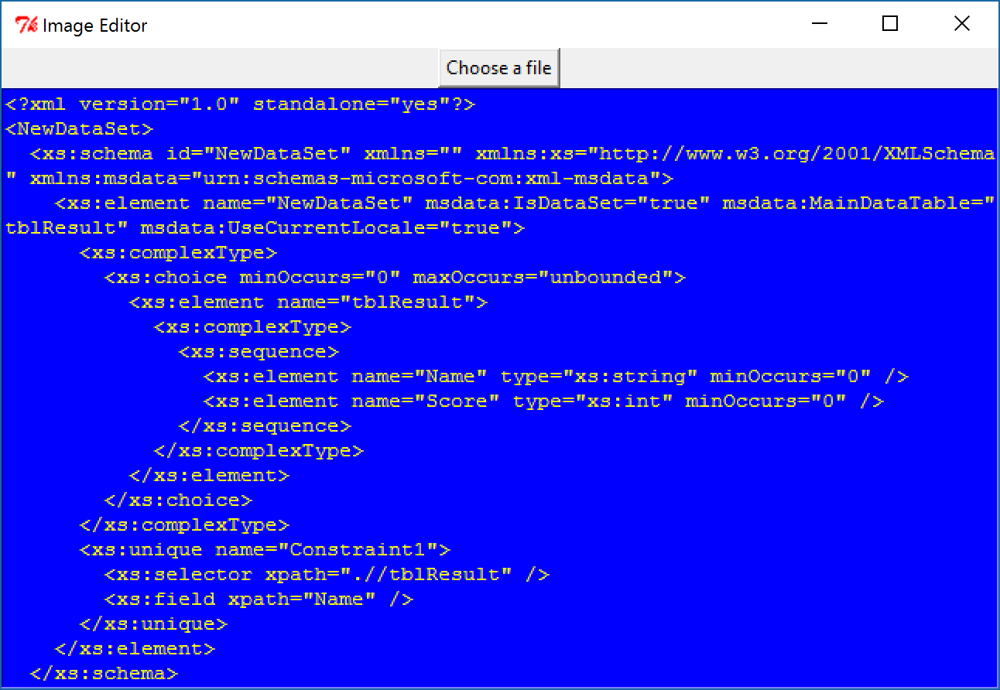 Image Editor
Choose a file
<?xml version="1.0" standalone="yes"?>
<NewDataSet>
  <xs:schema id="NewDataSet" xmlns="" xmlns:xs="http://www.w3.org/2001/XMLSchema
" xmlns:msdata="urn:schemas-microsoft-com:xml-msdata">
    <xs:element name="NewDataSet" msdata:IsDataSet="true" msdata:MainDataTable="
tblResult" msdata:UseCurrentLocale="true">
      <xs:complexType>
        <xs:choice minOccurs="0" maxOccurs="unbounded">
          <xs:element name="tblResult">
            <xs:complexType>
              <xs:sequence>
                <xs:element name="Name" type="xs:string" minOccurs="0" />
                <xs:element name="Score" type="xs:int" minOccurs="0" />
              </xs:sequence>
            </xs:complexType>
          </xs:element>
        </xs:choice>
      </xs:complexType>
      <xs:unique name="Constraint1">
        <xs:selector xpath=".//tblResult" />
        <xs:field xpath="Name" />
      </xs:unique>
    </xs:element>
  </xs:schema>